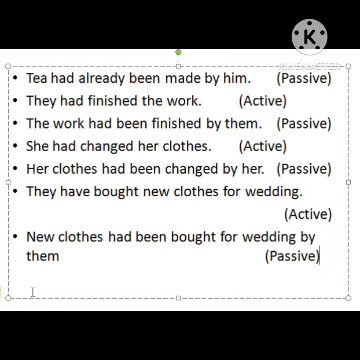 K
KINEMASTER
• Tea had already been made by him. (Passive)
• They had finished the work. (Active)
• The work had been finished by them. (Passive)
• She had changed her clothes. (Active)
• Her clothes had been changed by her. (Passive)
• They have bought new clothes for wedding.
(Active)
• New clothes had been bought for wedding by
them (Passive)